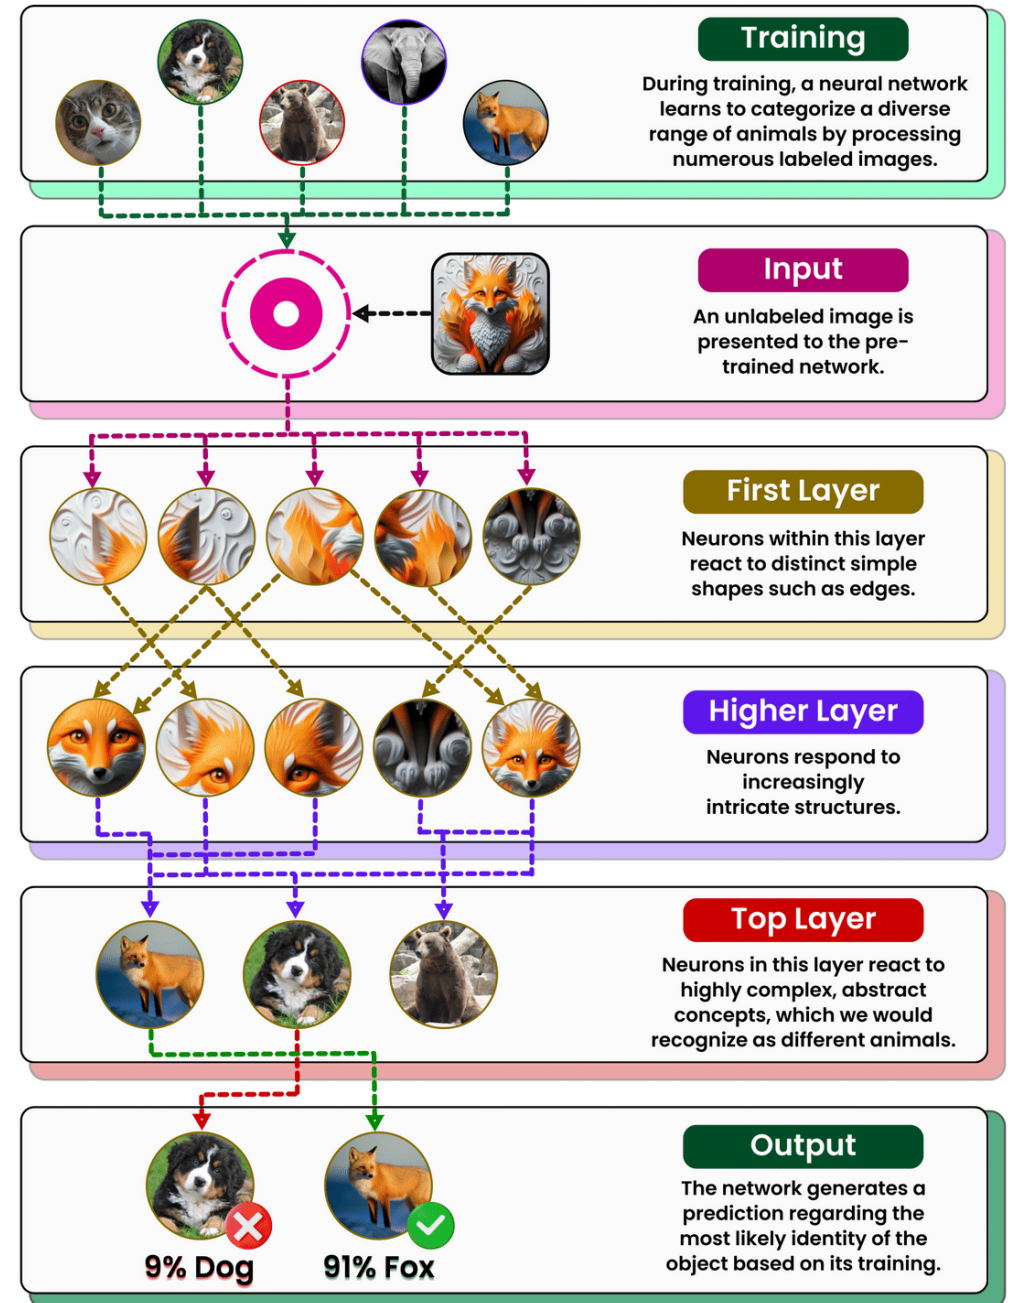 Training
During training, a neural network
learns to categorize a diverse
range of animals by processing
numerous labeled images.
Input
An unlabeled image is
presented to the pre-
trained network.
First Layer
Neurons within this layer
react to distinct simple
shapes such as edges.
Higher Layer
Neurons respond to
increasingly
intricate structures.
Top Layer
Neurons in this layer react to
highly complex, abstract
concepts, which we would
recognize as different animals.
Output
The network generates a
prediction regarding the
most likely identity of the
object based on its training.
9% Dog
91% Fox